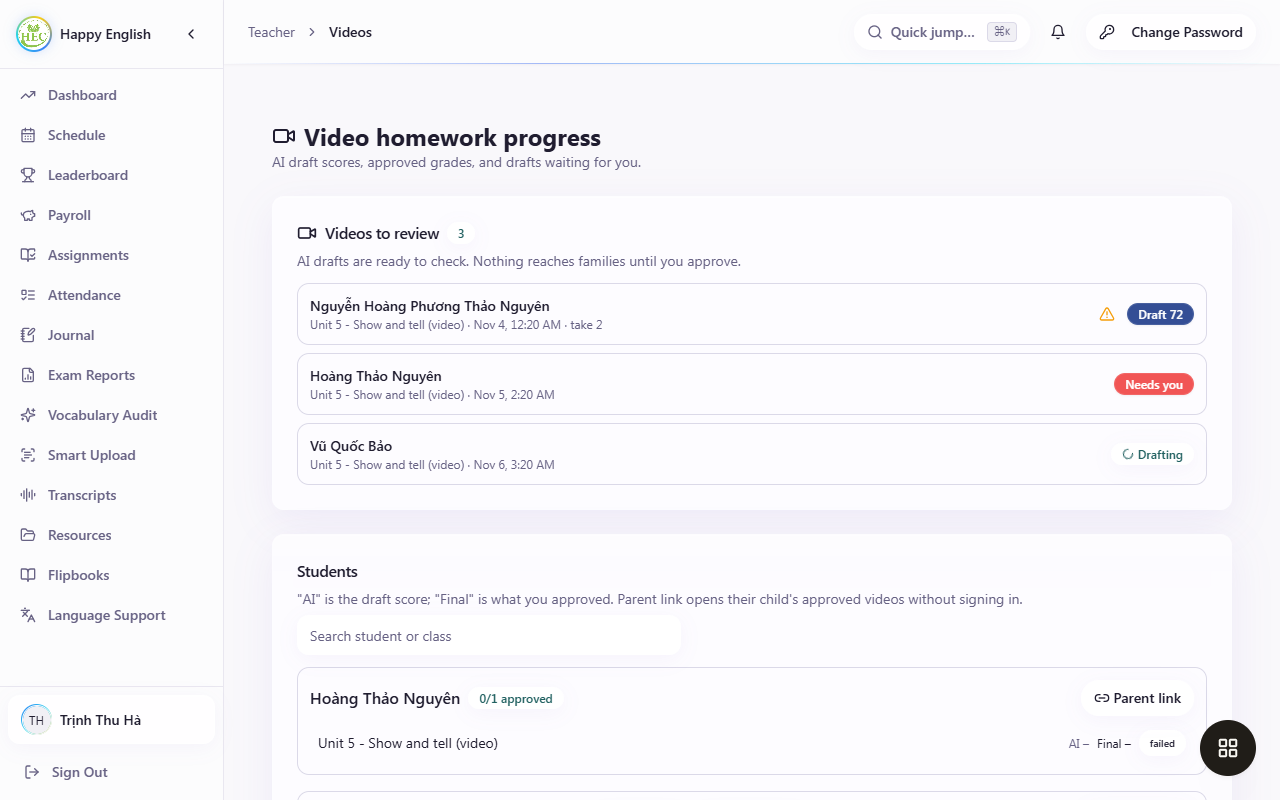 HEC
Happy English
Teacher
Videos
Quick jump...
⌘K
Change Password
Dashboard
Schedule
Leaderboard
Payroll
Assignments
Attendance
Journal
Exam Reports
Vocabulary Audit
Smart Upload
Transcripts
Resources
Flipbooks
Language Support
TH
Trịnh Thu Hà
Sign Out
Video homework progress
AI draft scores, approved grades, and drafts waiting for you.
Videos to review
3
AI drafts are ready to check. Nothing reaches families until you approve.
Nguyễn Hoàng Phương Thảo Nguyên
Unit 5 - Show and tell (video) · Nov 4, 12:20 AM · take 2
Draft 72
Hoàng Thảo Nguyên
Unit 5 - Show and tell (video) · Nov 5, 2:20 AM
Needs you
Vũ Quốc Bảo
Unit 5 - Show and tell (video) · Nov 6, 3:20 AM
Drafting
Students
"AI" is the draft score; "Final" is what you approved. Parent link opens their child's approved videos without signing in.
Search student or class
Hoàng Thảo Nguyên
0/1 approved
Parent link
Unit 5 - Show and tell (video)
AI –
Final –
failed